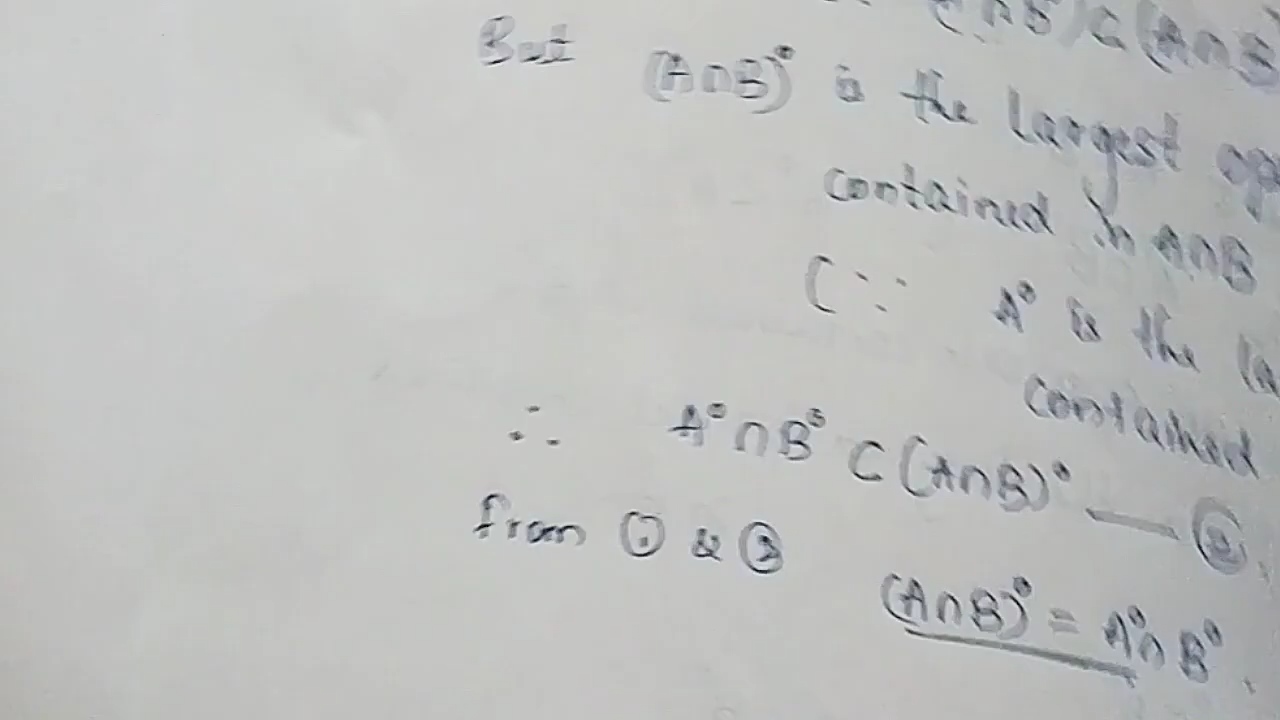 C (A∩B)
But (A∩B)° is the largest
contained in A∩B
(∵ A° is the
contained
∴ A°∩B° C (A∩B)° — ②.
from ① & ②
(A∩B)° = A°∩B°.